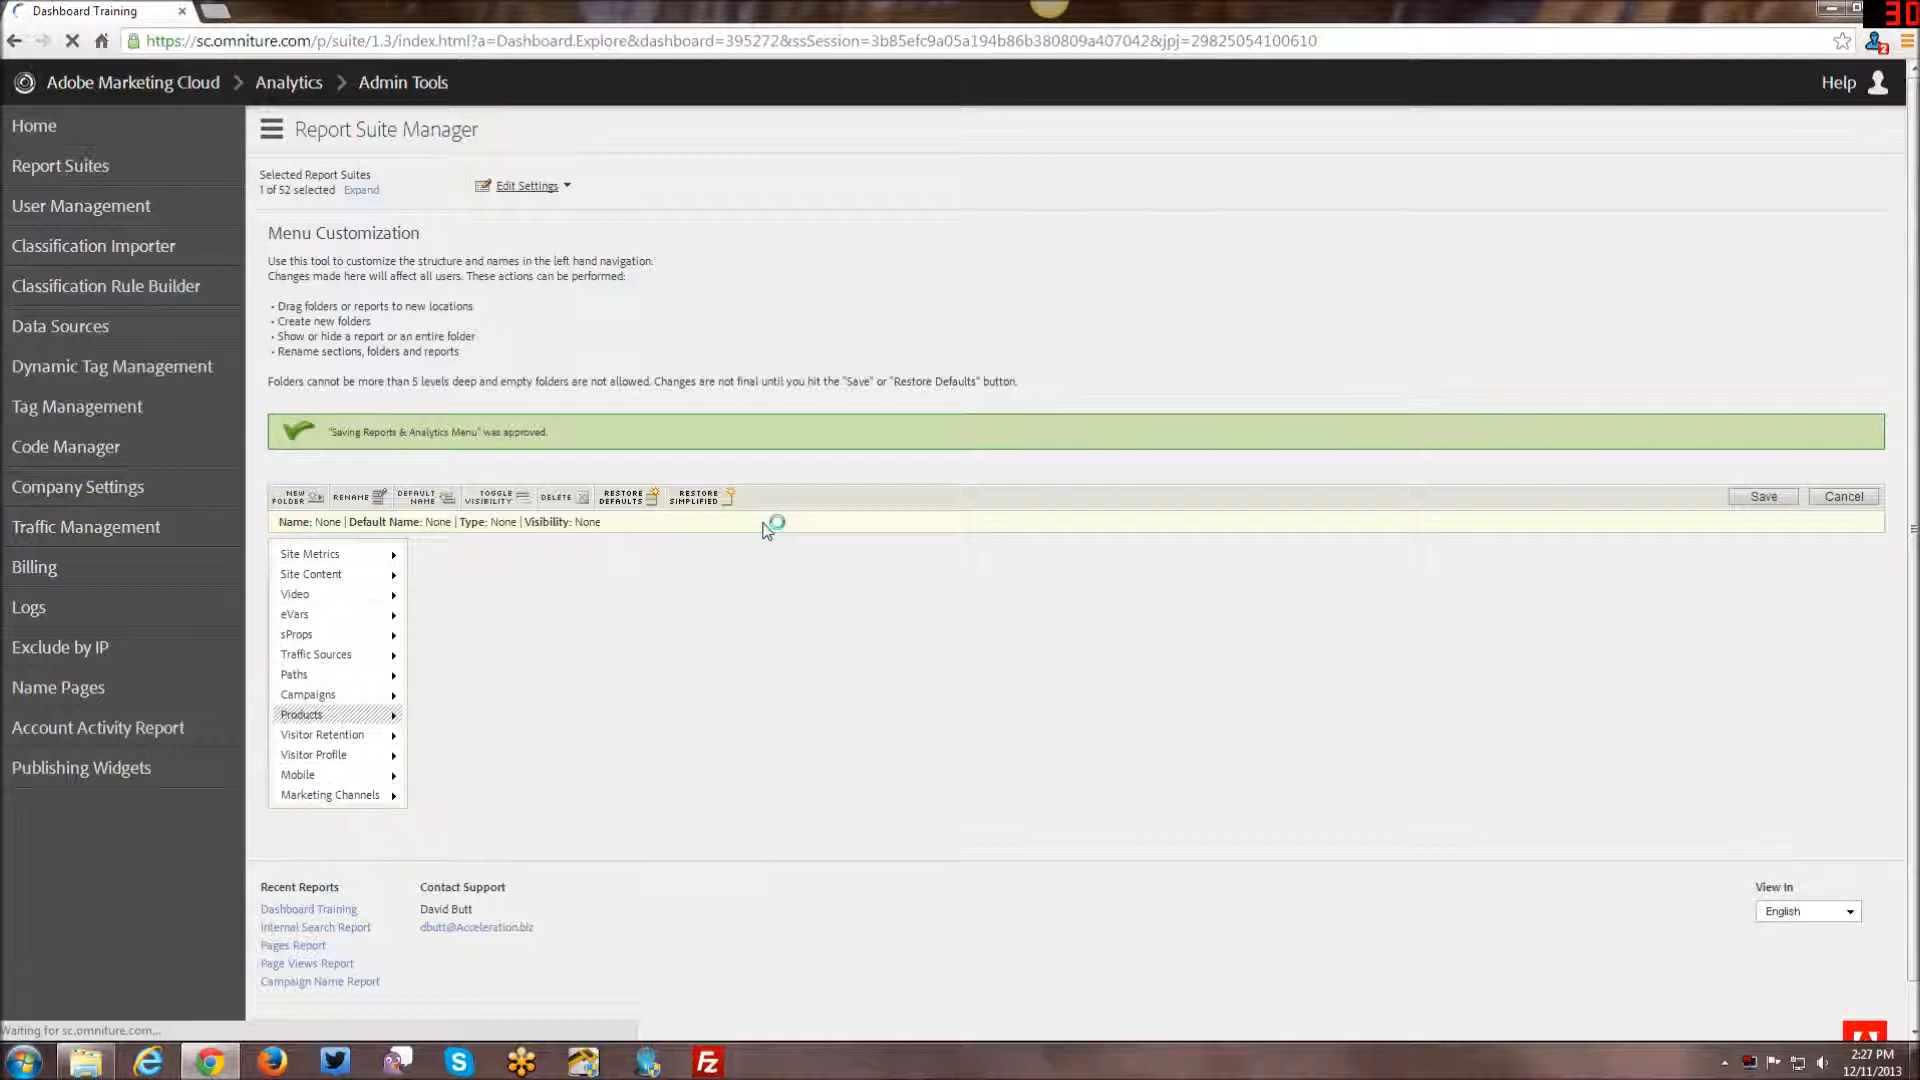 Dashboard Training
30
https://sc.omniture.com/p/suite/1.3/index.html?a=Dashboard.Explore&dashboard=395272&ssSession=3b85efc9a05a194b86b380809a407042&jpj=29825054100610
2
Adobe Marketing Cloud > Analytics > Admin Tools
Help
Home
Report Suites
User Management
Classification Importer
Classification Rule Builder
Data Sources
Dynamic Tag Management
Tag Management
Code Manager
Company Settings
Traffic Management
Billing
Logs
Exclude by IP
Name Pages
Account Activity Report
Publishing Widgets
Report Suite Manager
Selected Report Suites
1 of 52 selected Expand
Edit Settings
Menu Customization
Use this tool to customize the structure and names in the left hand navigation.
Changes made here will affect all users. These actions can be performed:
• Drag folders or reports to new locations
• Create new folders
• Show or hide a report or an entire folder
• Rename sections, folders and reports
Folders cannot be more than 5 levels deep and empty folders are not allowed. Changes are not final until you hit the "Save" or "Restore Defaults" button.
"Saving Reports & Analytics Menu" was approved.
NEW FOLDER RENAME DEFAULT NAME TOGGLE VISIBILITY DELETE RESTORE DEFAULTS RESTORE SIMPLIFIED Save Cancel
Name: None | Default Name: None | Type: None | Visibility: None
Site Metrics
Site Content
Video
eVars
sProps
Traffic Sources
Paths
Campaigns
Products
Visitor Retention
Visitor Profile
Mobile
Marketing Channels
Recent Reports
Dashboard Training
Internal Search Report
Pages Report
Page Views Report
Campaign Name Report
Contact Support
David Butt
dbutt@Acceleration.biz
View In
English
Waiting for sc.omniture.com...
Fz
2:27 PM
12/11/2013